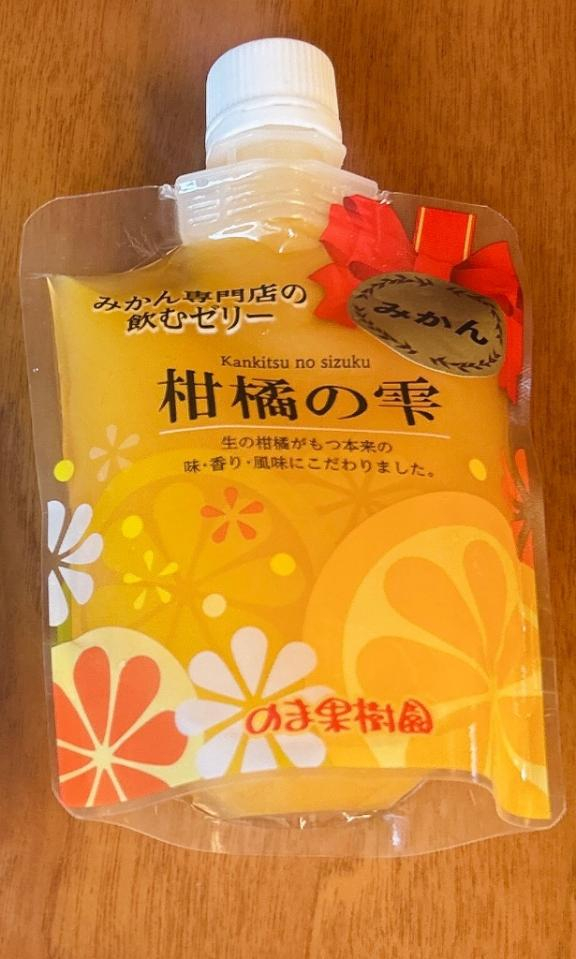 みかん専門店の
飲むゼリー
みかん
Kankitsu no sizuku
柑橘の雫
生の柑橘がもつ本来の
味・香り・風味にこだわりました。
のま果樹園